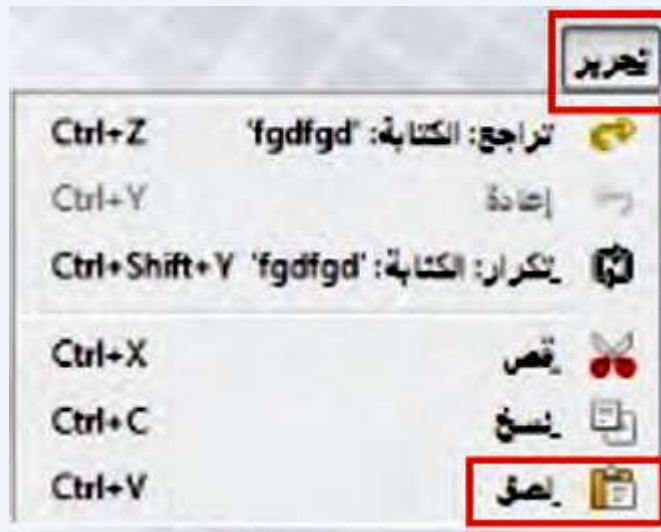 تحرير
تراجع: الكتابة: 'fgdfgd' Ctrl+Z
إعادة Ctrl+Y
تكرار: الكتابة: 'fgdfgd' Ctrl+Shift+Y
قص Ctrl+X
نسخ Ctrl+C
لصق Ctrl+V